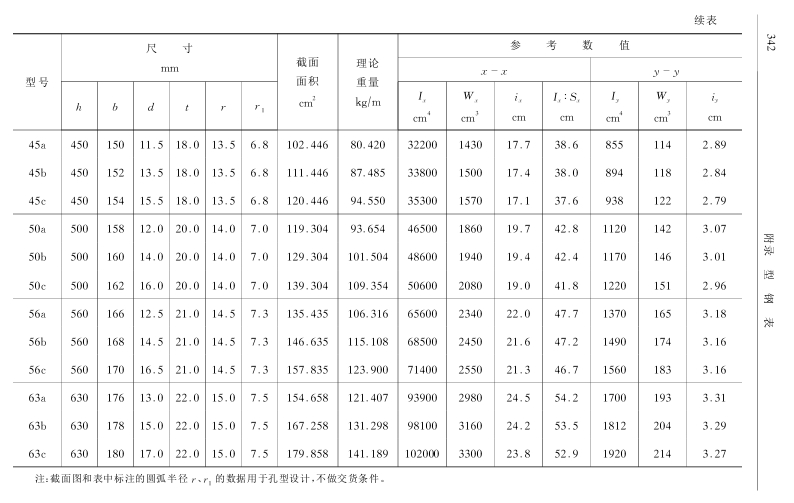 续表
342
型号 尺 寸 mm 截面面积 cm² 理论重量 kg/m 参 考 数 值
x-x y-y
h b d t r r₁ Iₓ cm⁴ Wₓ cm³ iₓ cm Iₓ:Sₓ cm I_y cm⁴ W_y cm³ i_y cm
45a 450 150 11.5 18.0 13.5 6.8 102.446 80.420 32200 1430 17.7 38.6 855 114 2.89
45b 450 152 13.5 18.0 13.5 6.8 111.446 87.485 33800 1500 17.4 38.0 894 118 2.84
45c 450 154 15.5 18.0 13.5 6.8 120.446 94.550 35300 1570 17.1 37.6 938 122 2.79
50a 500 158 12.0 20.0 14.0 7.0 119.304 93.654 46500 1860 19.7 42.8 1120 142 3.07
50b 500 160 14.0 20.0 14.0 7.0 129.304 101.504 48600 1940 19.4 42.4 1170 146 3.01
50c 500 162 16.0 20.0 14.0 7.0 139.304 109.354 50600 2080 19.0 41.8 1220 151 2.96
56a 560 166 12.5 21.0 14.5 7.3 135.435 106.316 65600 2340 22.0 47.7 1370 165 3.18
56b 560 168 14.5 21.0 14.5 7.3 146.635 115.108 68500 2450 21.6 47.2 1490 174 3.16
56c 560 170 16.5 21.0 14.5 7.3 157.835 123.900 71400 2550 21.3 46.7 1560 183 3.16
63a 630 176 13.0 22.0 15.0 7.5 154.658 121.407 93900 2980 24.5 54.2 1700 193 3.31
63b 630 178 15.0 22.0 15.0 7.5 167.258 131.298 98100 3160 24.2 53.5 1812 204 3.29
63c 630 180 17.0 22.0 15.0 7.5 179.858 141.189 102000 3300 23.8 52.9 1920 214 3.27
注:截面图和表中标注的圆弧半径 r、r₁ 的数据用于孔型设计,不做交货条件。
附录 型 钢 表